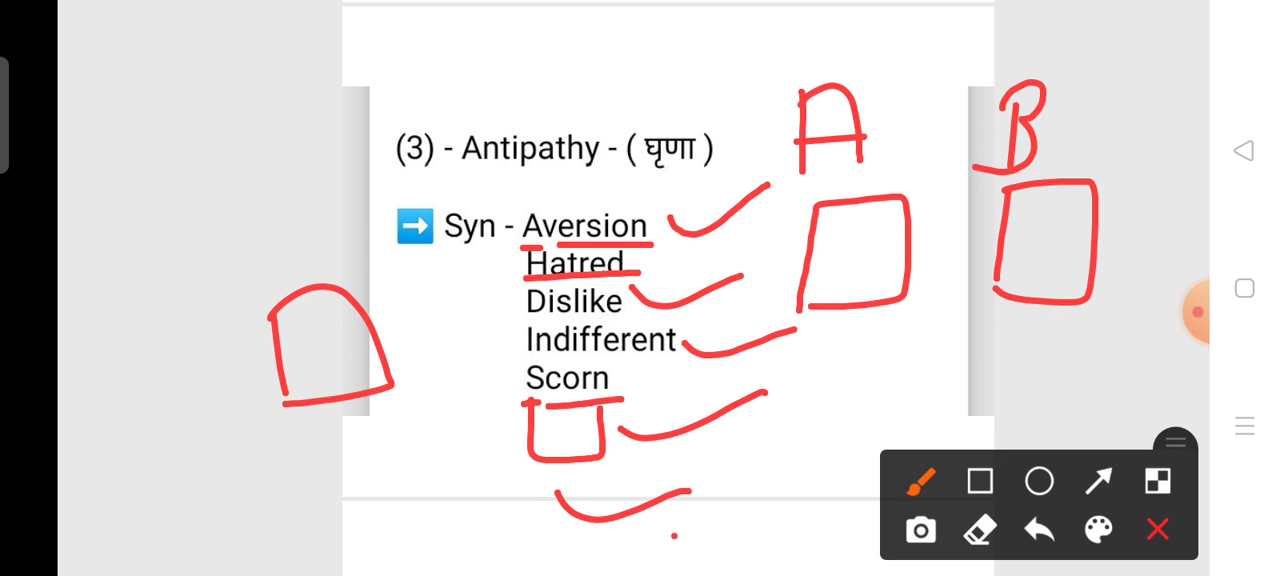 (3) - Antipathy - ( घृणा )
A
B
Syn - Aversion
Hatred
Dislike
Indifferent
Scorn